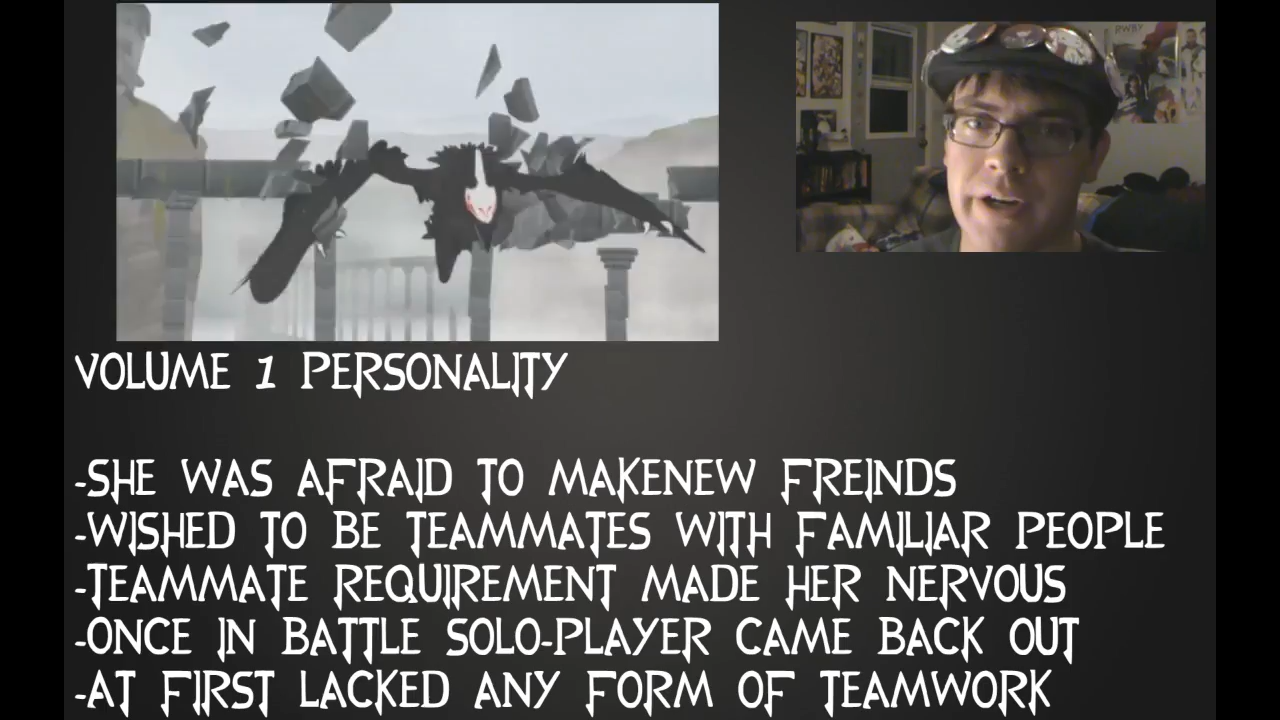 RWBY
VOLUME 1 PERSONALITY
-SHE WAS AFRAID TO MAKENEW FREINDS
-WISHED TO BE TEAMMATES WITH FAMILIAR PEOPLE
-TEAMMATE REQUIREMENT MADE HER NERVOUS
-ONCE IN BATTLE SOLO-PLAYER CAME BACK OUT
-AT FIRST LACKED ANY FORM OF TEAMWORK